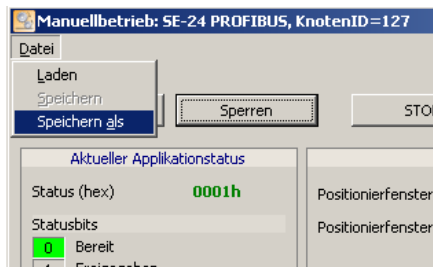 Manuellbetrieb: SE-24 PROFIBUS, KnotenID=127
Datei
Laden
Speichern
Speichern als
Sperren
Aktueller Applikationstatus
Status (hex) 0001h
Positionierfenster
Statusbits
Positionierfenster
0 Bereit